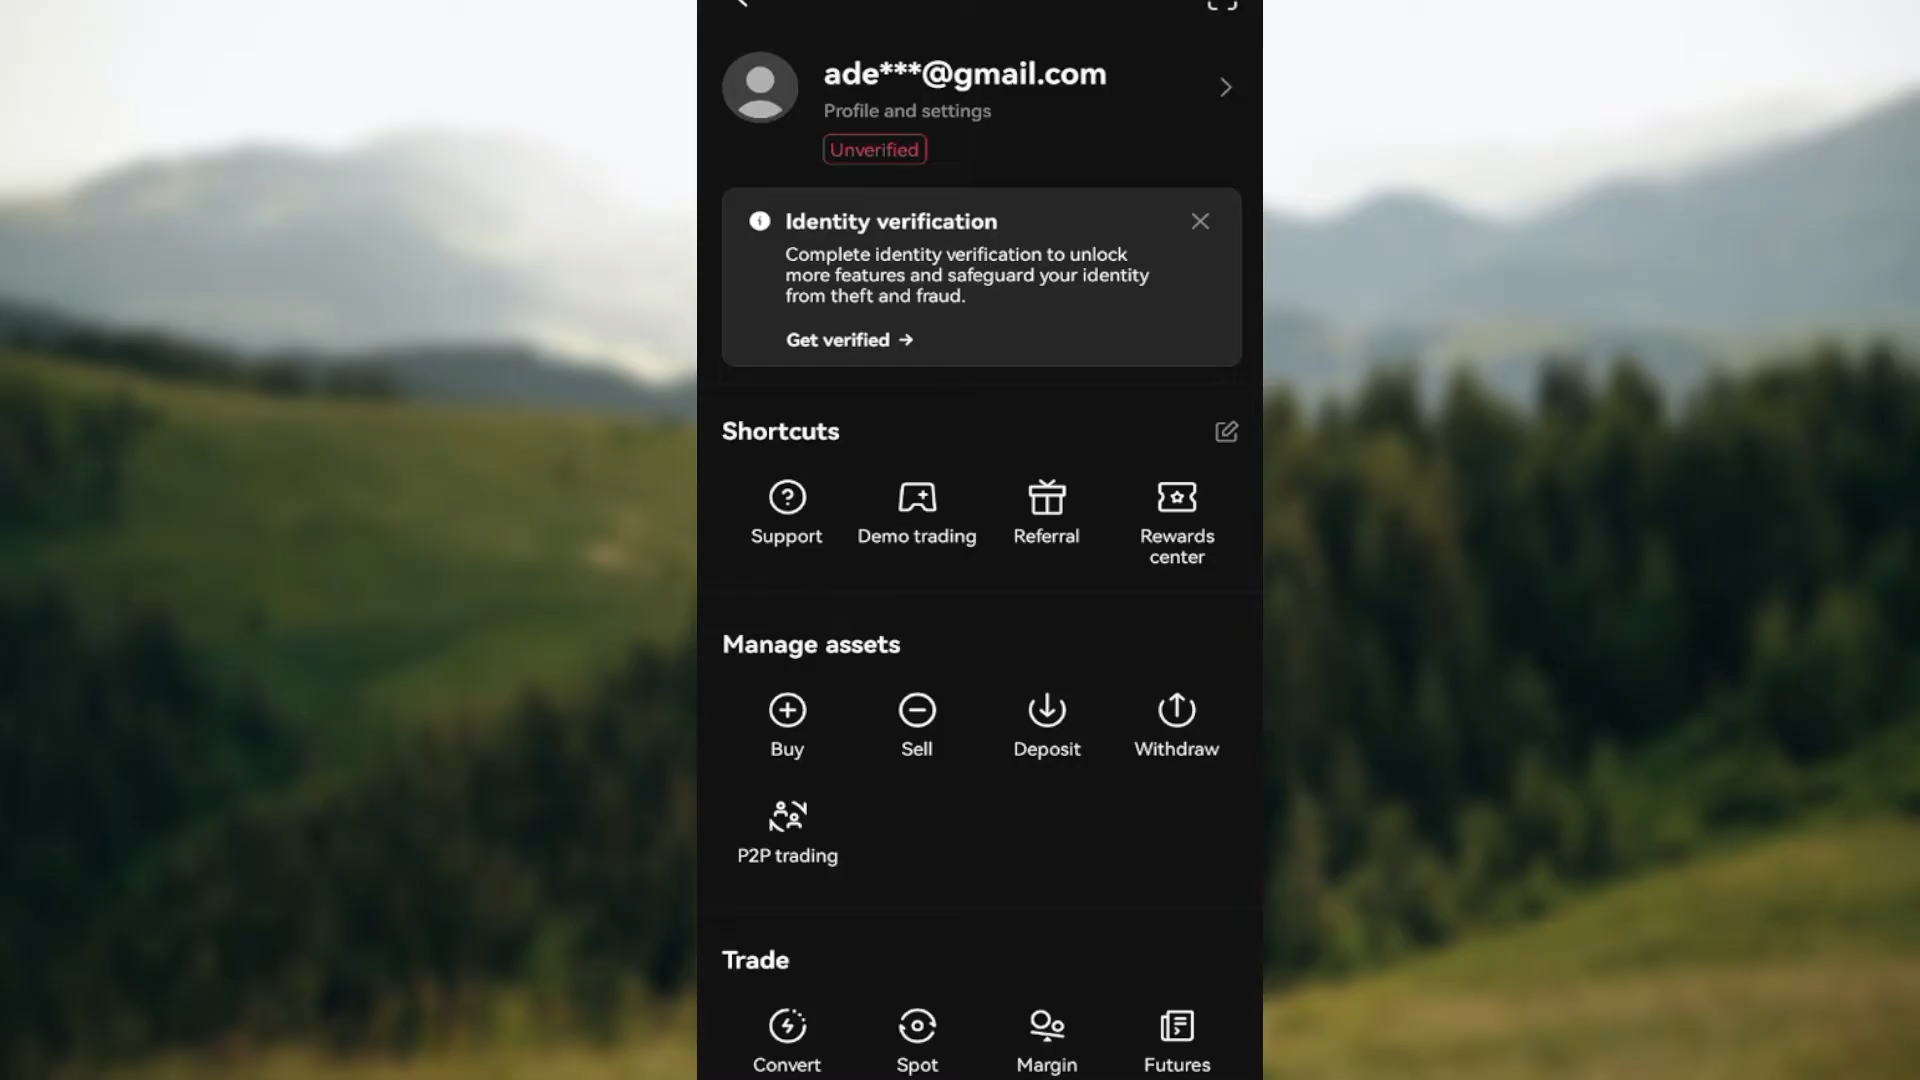 ade***@gmail.com
Profile and settings
Unverified
Identity verification
Complete identity verification to unlock
more features and safeguard your identity
from theft and fraud.
Get verified →
Shortcuts
Support
Demo trading
Referral
Rewards
center
Manage assets
Buy
Sell
Deposit
Withdraw
P2P trading
Trade
Convert
Spot
Margin
Futures